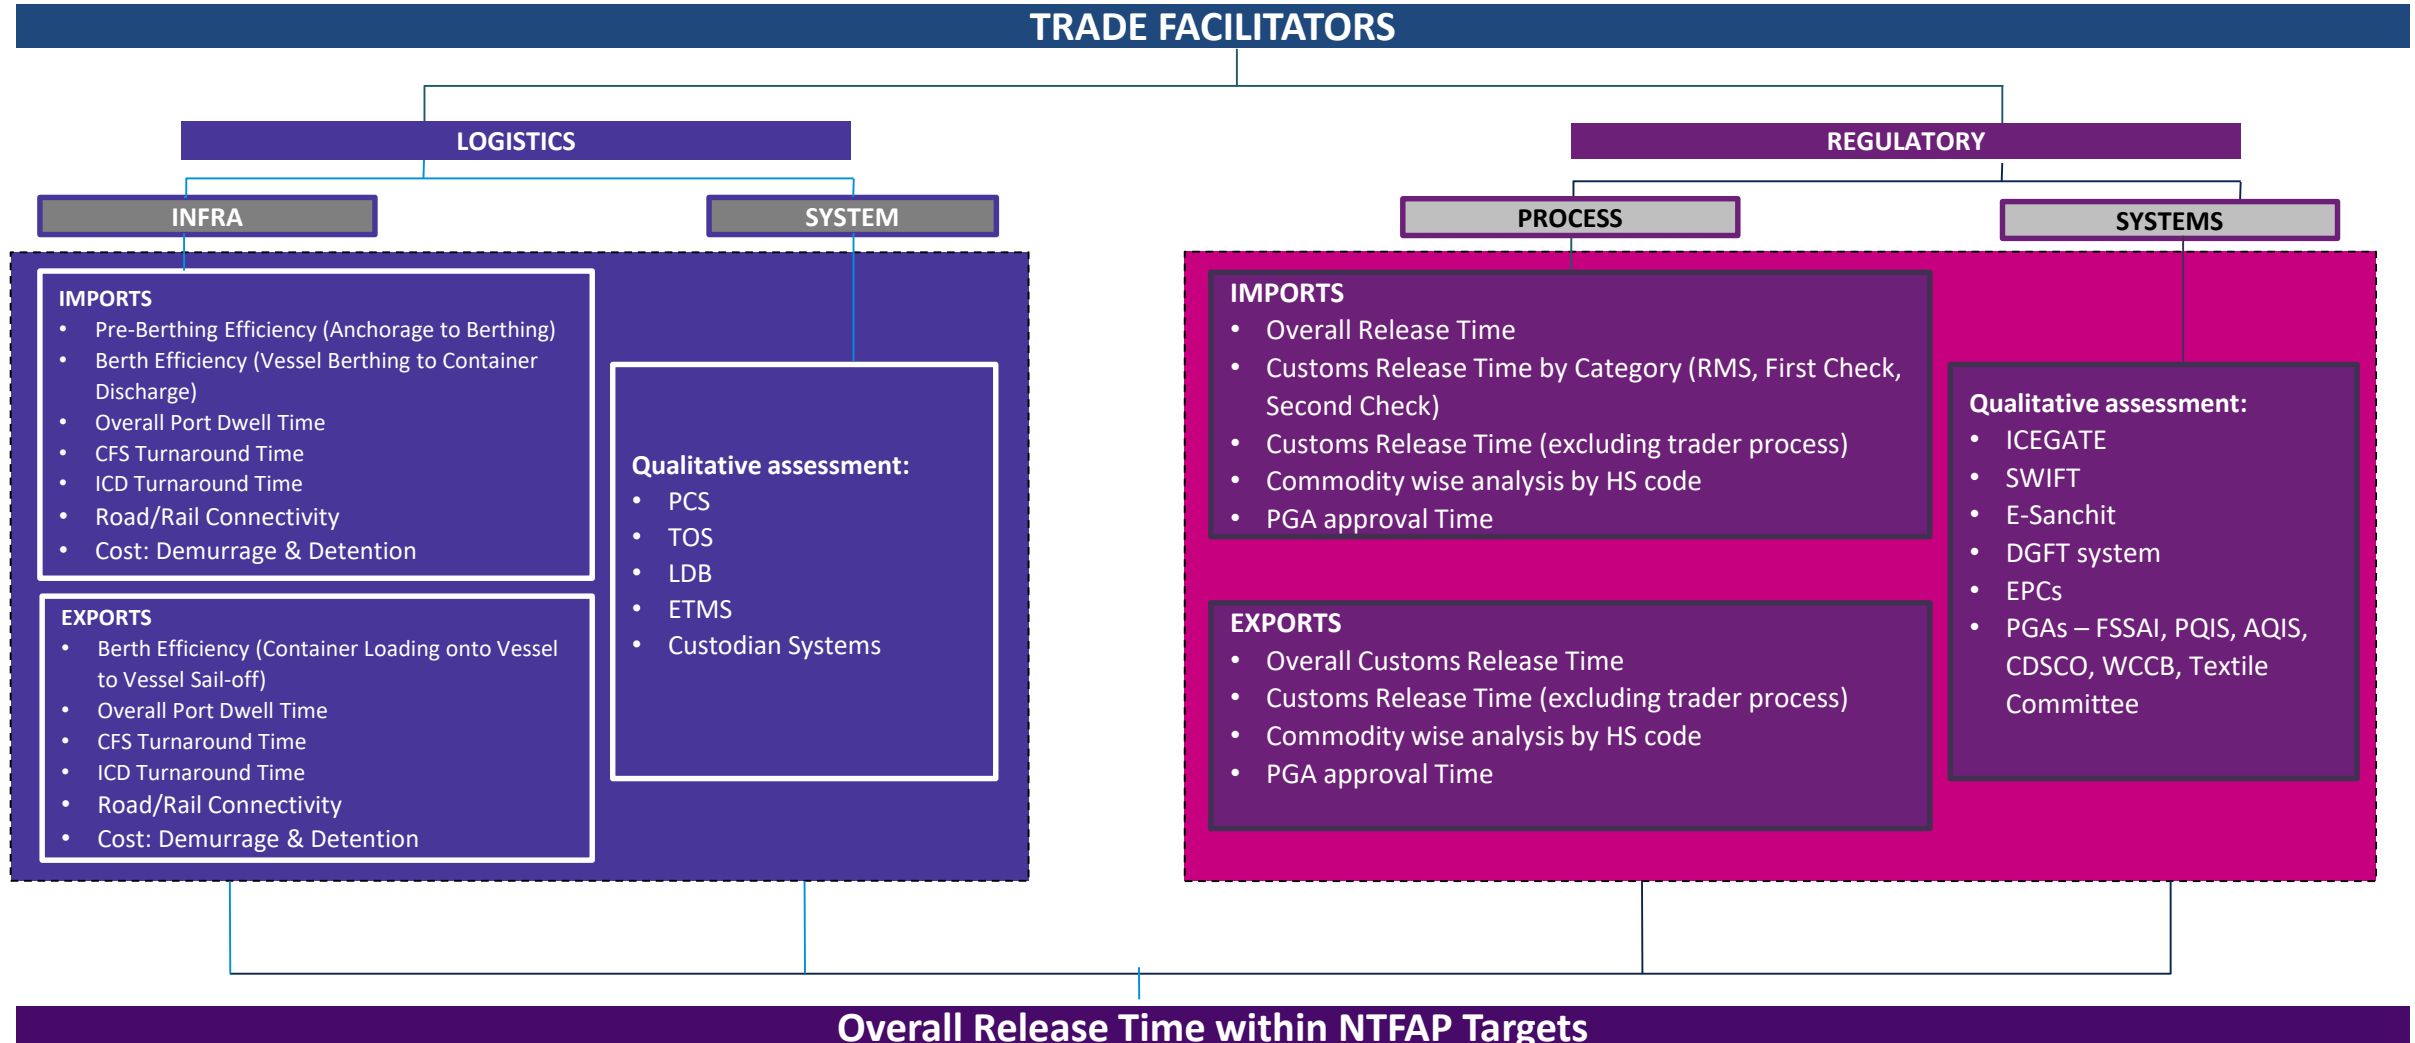 TRADE FACILITATORS
LOGISTICS
REGULATORY
INFRA
SYSTEM
PROCESS
SYSTEMS
IMPORTS
• Pre-Berthing Efficiency (Anchorage to Berthing)
• Berth Efficiency (Vessel Berthing to Container
Discharge)
• Overall Port Dwell Time
• CFS Turnaround Time
• ICD Turnaround Time
• Road/Rail Connectivity
• Cost: Demurrage & Detention
EXPORTS
• Berth Efficiency (Container Loading onto Vessel
to Vessel Sail-off)
• Overall Port Dwell Time
• CFS Turnaround Time
• ICD Turnaround Time
• Road/Rail Connectivity
• Cost: Demurrage & Detention
Qualitative assessment:
• PCS
• TOS
• LDB
• ETMS
• Custodian Systems
IMPORTS
• Overall Release Time
• Customs Release Time by Category (RMS, First Check,
Second Check)
• Customs Release Time (excluding trader process)
• Commodity wise analysis by HS code
• PGA approval Time
EXPORTS
• Overall Customs Release Time
• Customs Release Time (excluding trader process)
• Commodity wise analysis by HS code
• PGA approval Time
Qualitative assessment:
• ICEGATE
• SWIFT
• E-Sanchit
• DGFT system
• EPCs
• PGAs – FSSAI, PQIS, AQIS,
CDSCO, WCCB, Textile
Committee
Overall Release Time within NTFAP Targets